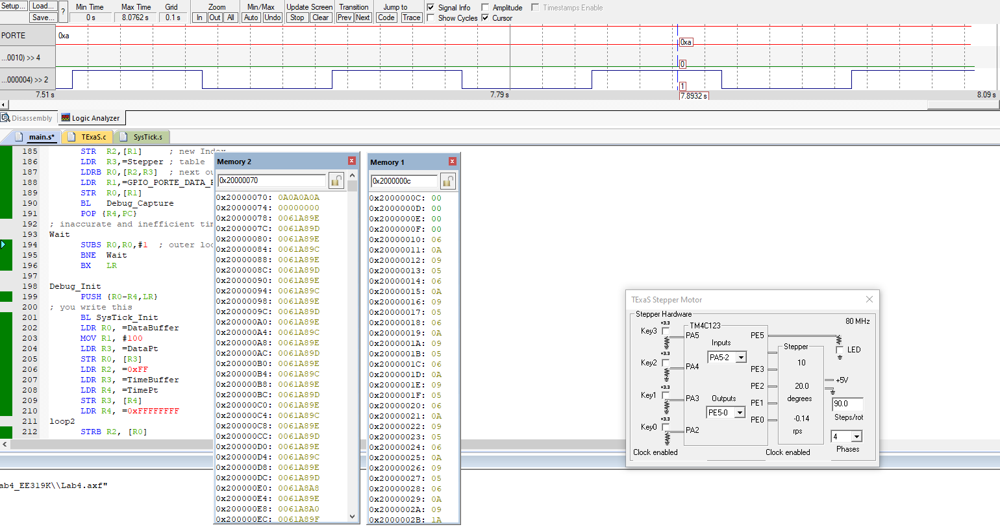 Setup... Load... ? Min Time Max Time Grid Zoom Min/Max Update Screen Transition Jump to Signal Info Amplitude Timestamps Enable
Save... 0 s 8.0762 s 0.1 s In Out All Auto Undo Stop Clear Prev Next Code Trace Show Cycles Cursor
PORTE 0xa 0xa
...0010) >> 4 0
...000004) >> 2 1
7.51 s 7.79 s 7.8932 s 8.09 s
Disassembly Logic Analyzer
main.s* TExaS.c SysTick.s
185 STR R2,[R1] ; new Index
186 LDR R3,=Stepper ; table
187 LDRB R0,[R2,R3] ; next ou
188 LDR R1,=GPIO_PORTE_DATA_
189 STR R0,[R1]
190 BL Debug_Capture
191 POP {R4,PC}
192 ; inaccurate and inefficient tim
193 Wait
194 SUBS R0,R0,#1 ; outer loo
195 BNE Wait
196 BX LR
197
198 Debug_Init
199 PUSH {R0-R4,LR}
200 ; you write this
201 BL SysTick_Init
202 LDR R0, =DataBuffer
203 MOV R1, #100
204 LDR R3, =DataPt
205 STR R0, [R3]
206 LDR R2, =0xFF
207 LDR R3, =TimeBuffer
208 LDR R4, =TimePt
209 STR R3, [R4]
210 LDR R4, =0xFFFFFFFF
211 loop2
212 STRB R2, [R0]
ab4_EE319K\\Lab4.axf"
Memory 2 x
0x20000070
0x20000070: 0A0A0A0A
0x20000074: 00000000
0x20000078: 0061A89E
0x2000007C: 0061A89D
0x20000080: 0061A89E
0x20000084: 0061A89C
0x20000088: 0061A89E
0x2000008C: 0061A89D
0x20000090: 0061A89E
0x20000094: 0061A89C
0x20000098: 0061A89E
0x2000009C: 0061A89D
0x200000A0: 0061A89E
0x200000A4: 0061A89C
0x200000A8: 0061A89E
0x200000AC: 0061A89D
0x200000B0: 0061A89E
0x200000B4: 0061A89C
0x200000B8: 0061A89E
0x200000BC: 0061A89D
0x200000C0: 0061A89E
0x200000C4: 0061A89C
0x200000C8: 0061A89E
0x200000CC: 0061A89D
0x200000D0: 0061A89E
0x200000D4: 0061A89C
0x200000D8: 0061A89E
0x200000DC: 0061A89D
0x200000E0: 0061A8A8
0x200000E4: 0061A89E
0x200000E8: 0061A8A0
0x200000EC: 0061A89F
Memory 1 x
0x2000000c
0x2000000C: 00
0x2000000D: 00
0x2000000E: 00
0x2000000F: 00
0x20000010: 06
0x20000011: 0A
0x20000012: 09
0x20000013: 05
0x20000014: 06
0x20000015: 0A
0x20000016: 09
0x20000017: 05
0x20000018: 06
0x20000019: 0A
0x2000001A: 09
0x2000001B: 05
0x2000001C: 06
0x2000001D: 0A
0x2000001E: 09
0x2000001F: 05
0x20000020: 06
0x20000021: 0A
0x20000022: 09
0x20000023: 05
0x20000024: 06
0x20000025: 0A
0x20000026: 09
0x20000027: 05
0x20000028: 06
0x20000029: 0A
0x2000002A: 09
0x2000002B: 1A
TExaS Stepper Motor
Stepper Hardware
80 MHz
+3.3
Key3
PA5
+3.3
Key2
PA4
+3.3
Key1
PA3
+3.3
Key0
PA2
Clock enabled
TM4C123
Inputs
PA5-2
Outputs
PE5-0
PE5
PE3
PE2
PE1
PE0
Clock enabled
Stepper
10
20.0
degrees
-0.14
rps
LED
+5V
90.0
Steps/rot
4
Phases